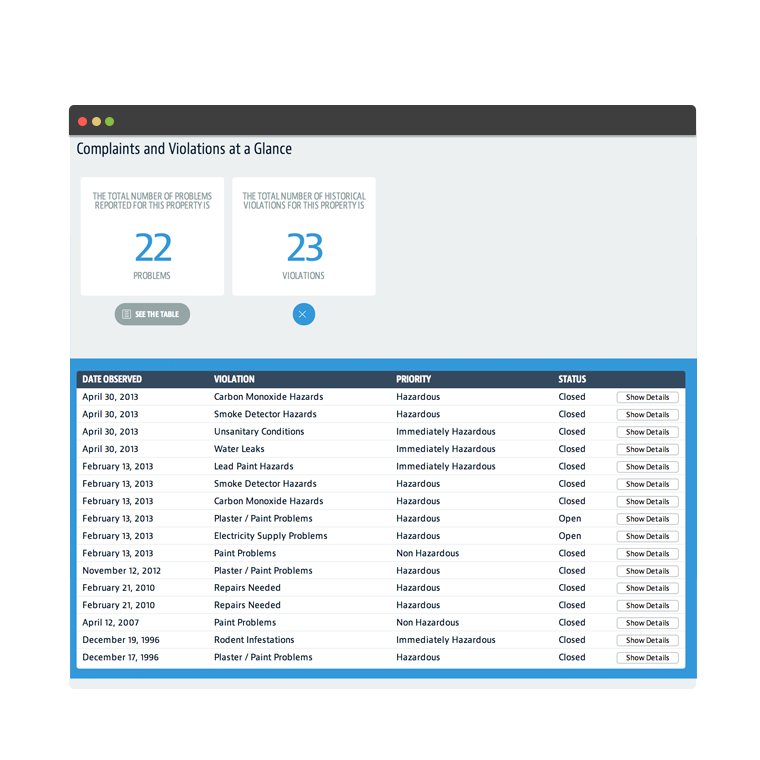 Complaints and Violations at a Glance
THE TOTAL NUMBER OF PROBLEMS
REPORTED FOR THIS PROPERTY IS
22
PROBLEMS
SEE THE TABLE
THE TOTAL NUMBER OF HISTORICAL
VIOLATIONS FOR THIS PROPERTY IS
23
VIOLATIONS
DATE OBSERVED VIOLATION PRIORITY STATUS
April 30, 2013 Carbon Monoxide Hazards Hazardous Closed Show Details
April 30, 2013 Smoke Detector Hazards Hazardous Closed Show Details
April 30, 2013 Unsanitary Conditions Immediately Hazardous Closed Show Details
April 30, 2013 Water Leaks Immediately Hazardous Closed Show Details
February 13, 2013 Lead Paint Hazards Immediately Hazardous Closed Show Details
February 13, 2013 Smoke Detector Hazards Hazardous Closed Show Details
February 13, 2013 Carbon Monoxide Hazards Hazardous Closed Show Details
February 13, 2013 Plaster / Paint Problems Hazardous Open Show Details
February 13, 2013 Electricity Supply Problems Hazardous Open Show Details
February 13, 2013 Paint Problems Non Hazardous Closed Show Details
November 12, 2012 Plaster / Paint Problems Hazardous Closed Show Details
February 21, 2010 Repairs Needed Hazardous Closed Show Details
February 21, 2010 Repairs Needed Hazardous Closed Show Details
April 12, 2007 Paint Problems Non Hazardous Closed Show Details
December 19, 1996 Rodent Infestations Immediately Hazardous Closed Show Details
December 17, 1996 Plaster / Paint Problems Hazardous Closed Show Details